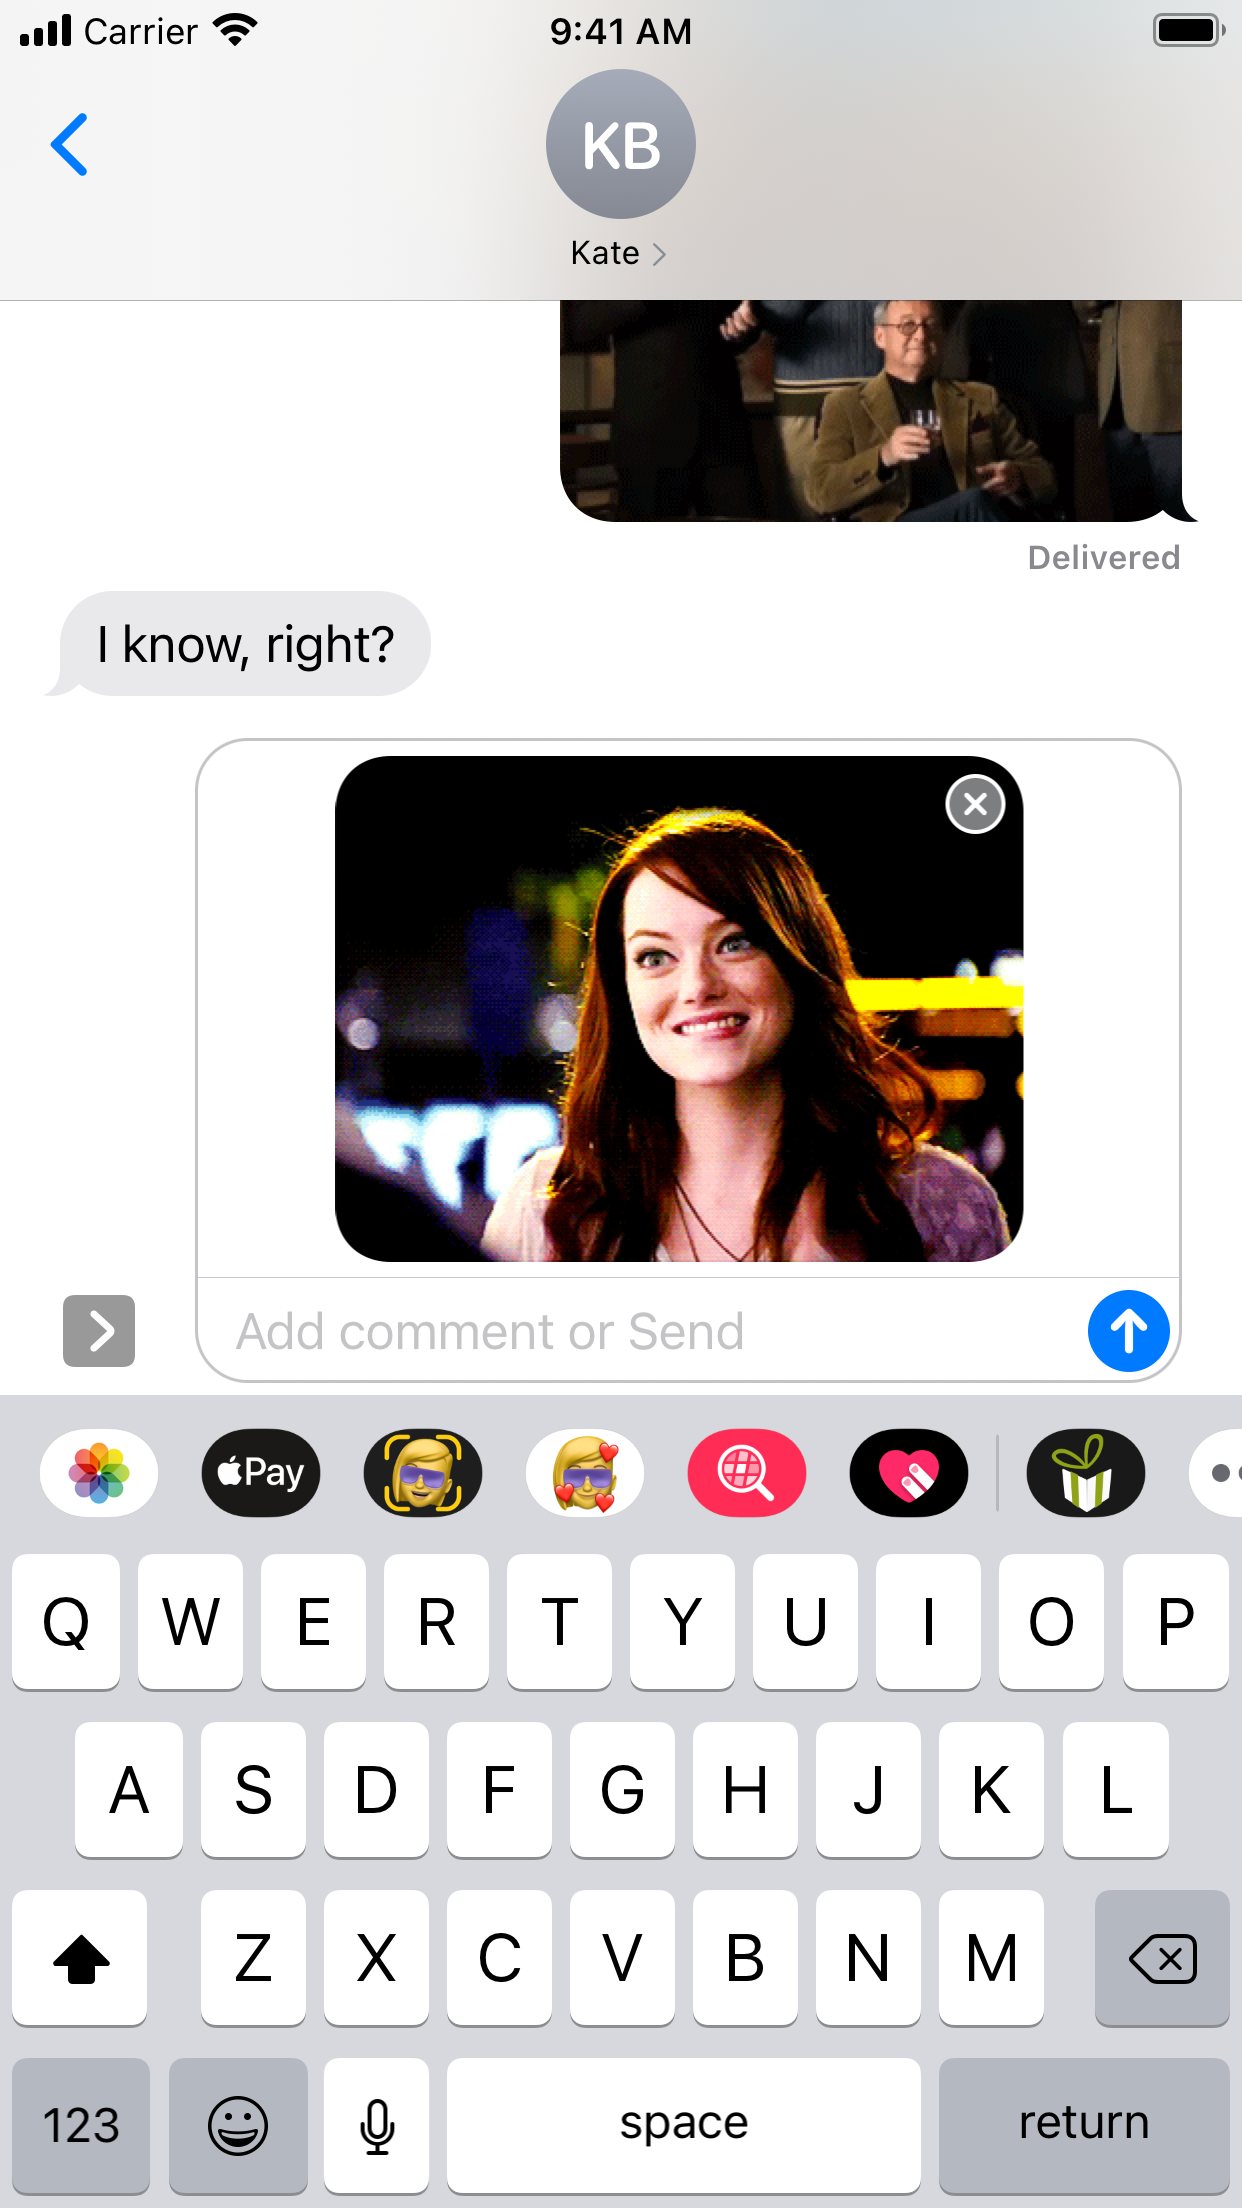 Carrier 9:41 AM
KB
Kate
Delivered
I know, right?
Add comment or Send
Pay
Q W E R T Y U I O P
A S D F G H J K L
Z X C V B N M
123 space return